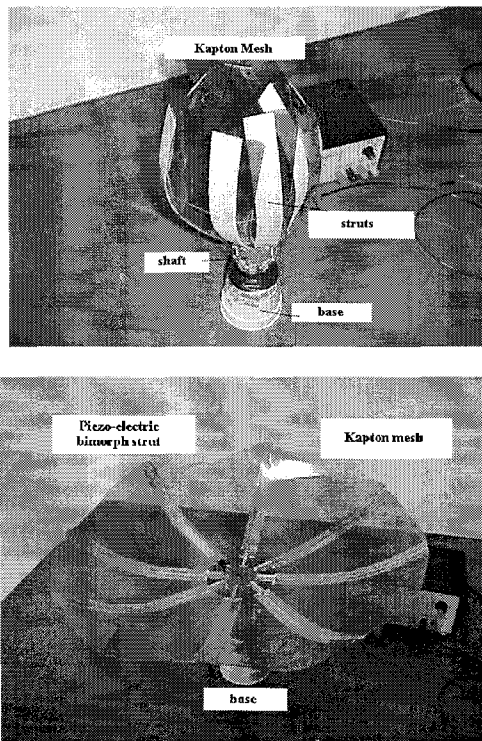 Kapton Mesh
struts
shaft
base
Piezo-electric
bimorph strut
Kapton mesh
base